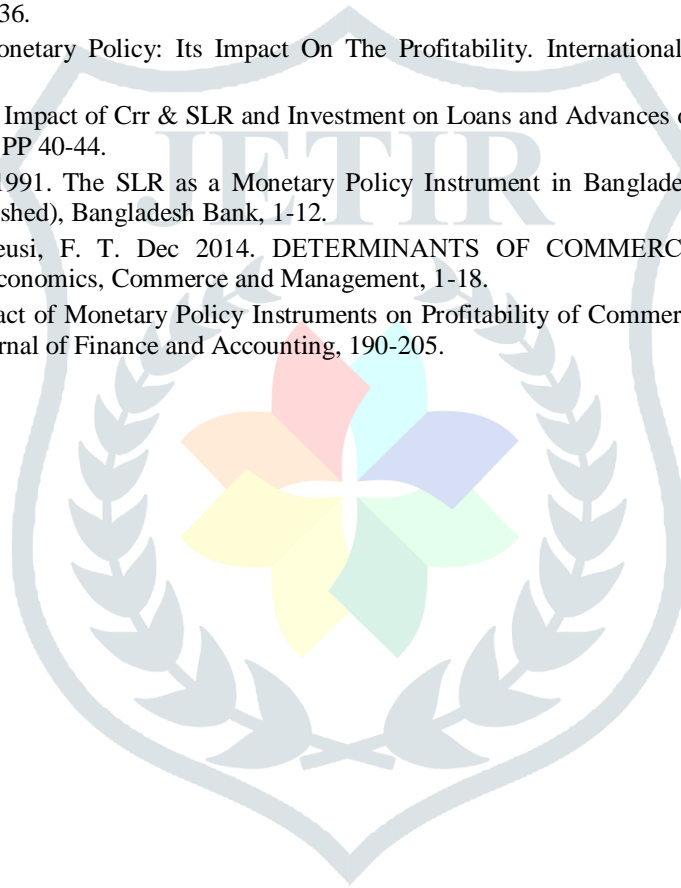 36.
onetary Policy: Its Impact On The Profitability. International
Impact of Crr & SLR and Investment on Loans and Advances o
PP 40-44.
1991. The SLR as a Monetary Policy Instrument in Banglade
shed), Bangladesh Bank, 1-12.
eusi, F. T. Dec 2014. DETERMINANTS OF COMMERC
conomics, Commerce and Management, 1-18.
act of Monetary Policy Instruments on Profitability of Commer
rnal of Finance and Accounting, 190-205.
JETIR